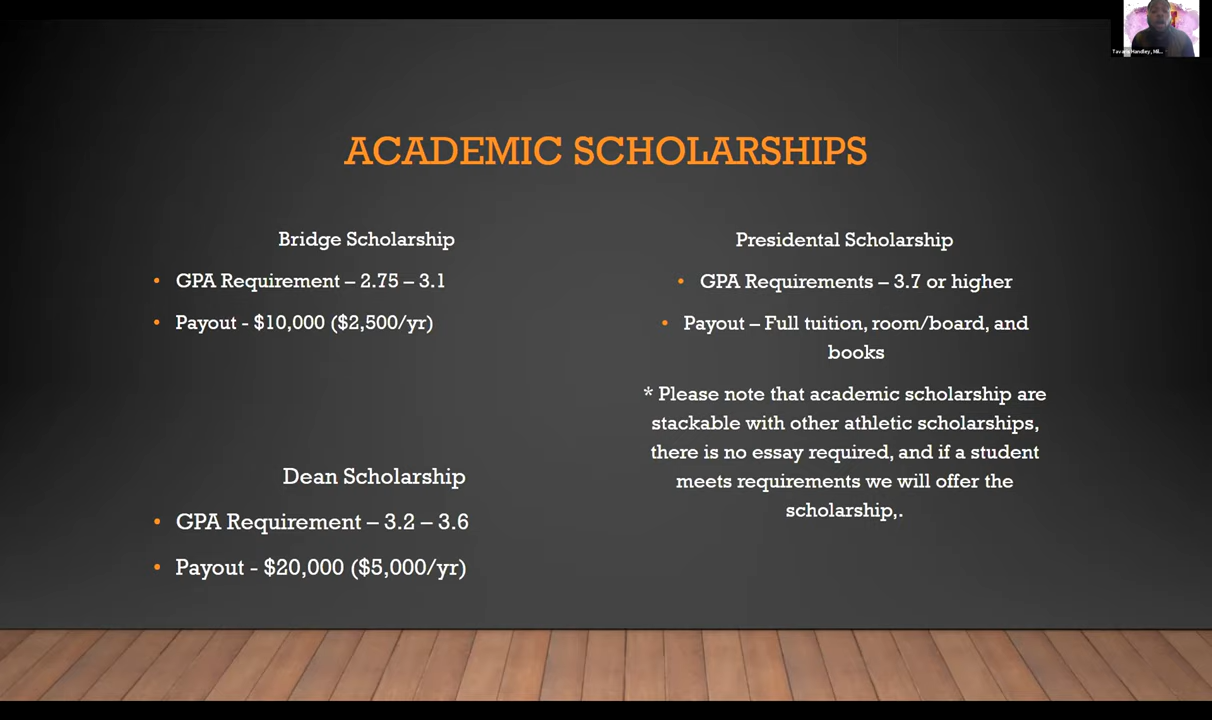 ACADEMIC SCHOLARSHIPS
Bridge Scholarship
• GPA Requirement – 2.75 – 3.1
• Payout - $10,000 ($2,500/yr)
Dean Scholarship
• GPA Requirement – 3.2 – 3.6
• Payout - $20,000 ($5,000/yr)
Presidental Scholarship
• GPA Requirements – 3.7 or higher
• Payout – Full tuition, room/board, and
books
* Please note that academic scholarship are
stackable with other athletic scholarships,
there is no essay required, and if a student
meets requirements we will offer the
scholarship,.